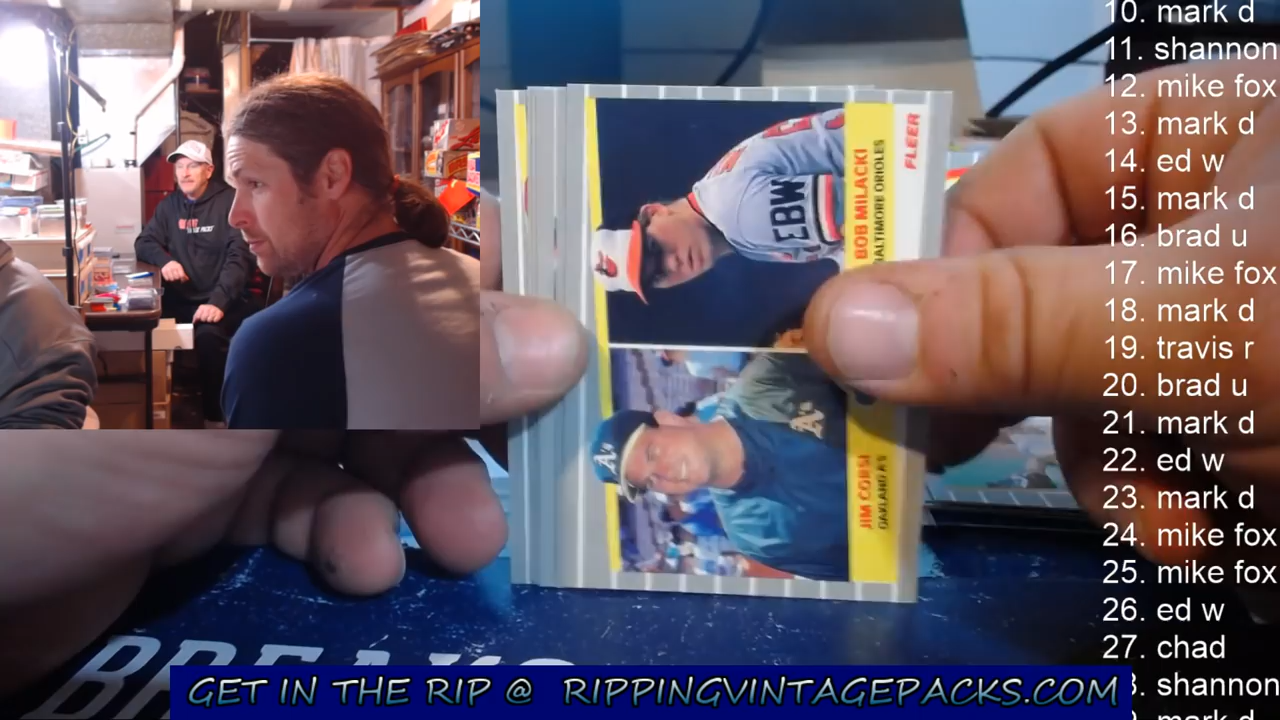 10. mark d
11. shannon
12. mike fox
13. mark d
14. ed w
15. mark d
16. brad u
17. mike fox
18. mark d
19. travis r
20. brad u
21. mark d
22. ed w
23. mark d
24. mike fox
25. mike fox
26. ed w
27. chad
8. shannon
mark d
FLEER
BOB MILACKI
BALTIMORE ORIOLES
JIM CORSI
OAKLAND A'S
A's
A's
GET IN THE RIP @ RIPPINGVINTAGEPACKS.COM